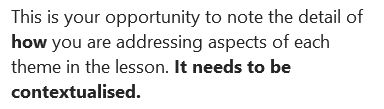 This is your opportunity to note the detail of
how you are addressing aspects of each
theme in the lesson. It needs to be
contextualised.